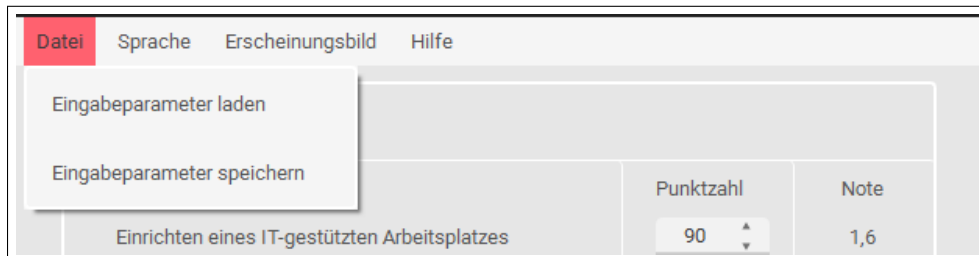 Datei Sprache Erscheinungsbild Hilfe
Eingabeparameter laden
Eingabeparameter speichern
Punktzahl Note
Einrichten eines IT-gestützten Arbeitsplatzes 90 1,6